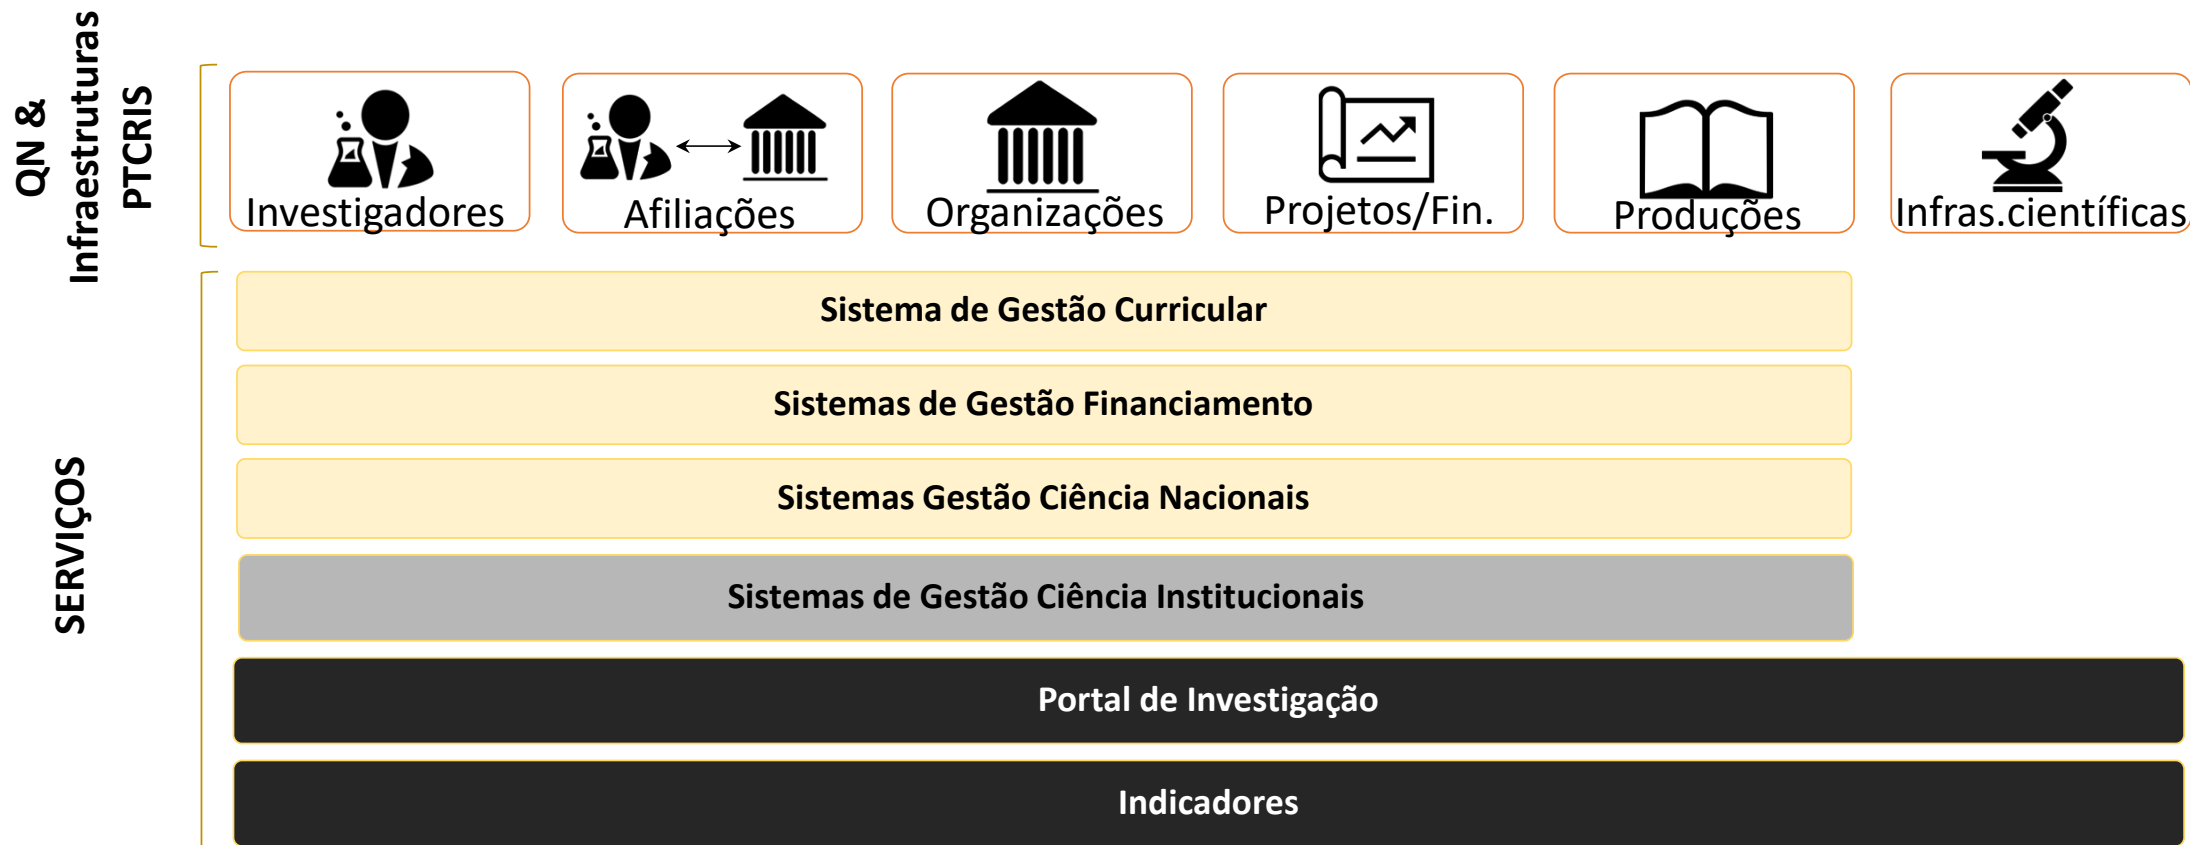 QN &
Infraestruturas
PTCRIS
Investigadores
Afiliações
Organizações
Projetos/Fin.
Produções
Infras.científicas
SERVIÇOS
Sistema de Gestão Curricular
Sistemas de Gestão Financiamento
Sistemas Gestão Ciência Nacionais
Sistemas de Gestão Ciência Institucionais
Portal de Investigação
Indicadores